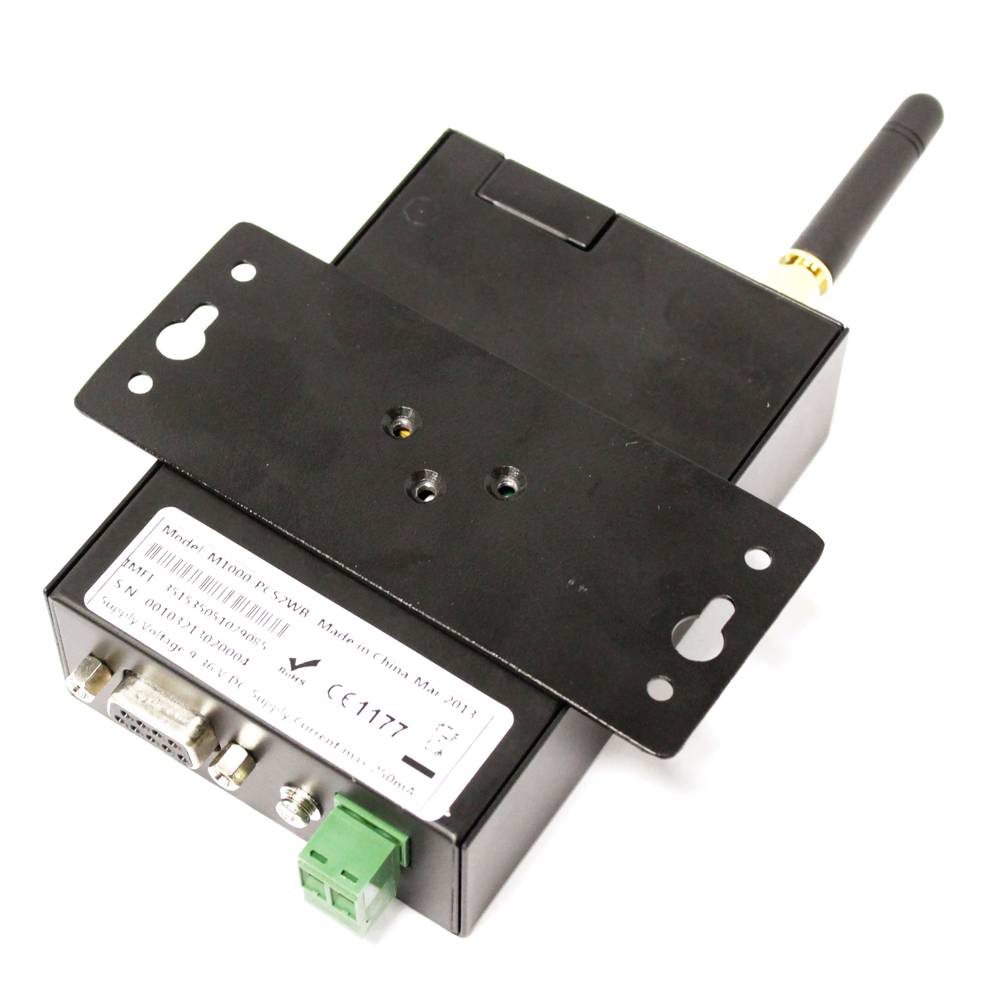 Model M1000-PCS2WB Made in China Mar 2013
IMEI 351535051029085
S N 00103213020004
RoHS CE1177
Supply Voltage 9-36 V DC Supply Current max 250mA